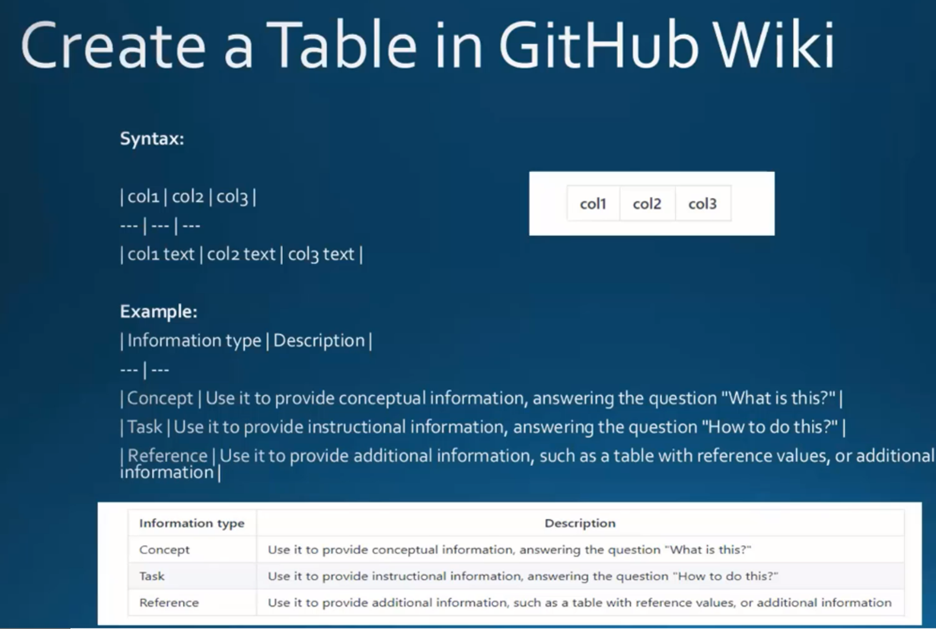 Create a Table in GitHub Wiki
Syntax:
| col1 | col2 | col3 |
--- | --- | ---
| col1 text | col2 text | col3 text |
col1 col2 col3
Example:
| Information type | Description |
--- | ---
| Concept | Use it to provide conceptual information, answering the question "What is this?" |
| Task | Use it to provide instructional information, answering the question "How to do this?" |
| Reference | Use it to provide additional information, such as a table with reference values, or additional
information |
Information type Description
Concept Use it to provide conceptual information, answering the question "What is this?"
Task Use it to provide instructional information, answering the question "How to do this?"
Reference Use it to provide additional information, such as a table with reference values, or additional information